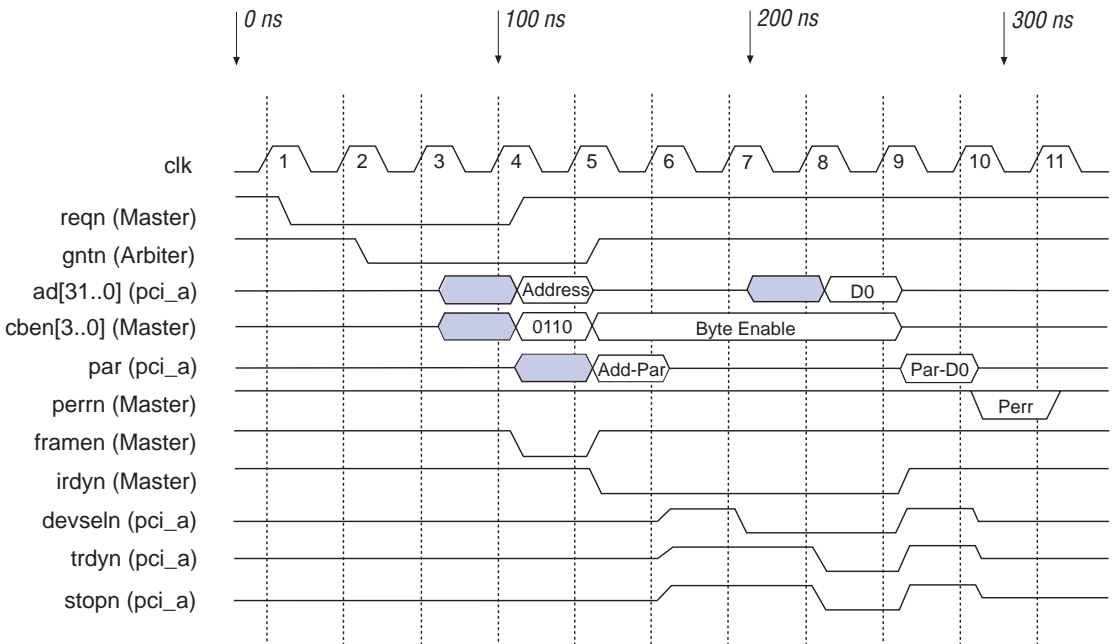 0 ns 100 ns 200 ns 300 ns
clk 1 2 3 4 5 6 7 8 9 10 11
reqn (Master)
gntn (Arbiter)
ad[31..0] (pci_a) Address D0
cben[3..0] (Master) 0110 Byte Enable
par (pci_a) Add-Par Par-D0
perrn (Master) Perr
framen (Master)
irdyn (Master)
devseln (pci_a)
trdyn (pci_a)
stopn (pci_a)